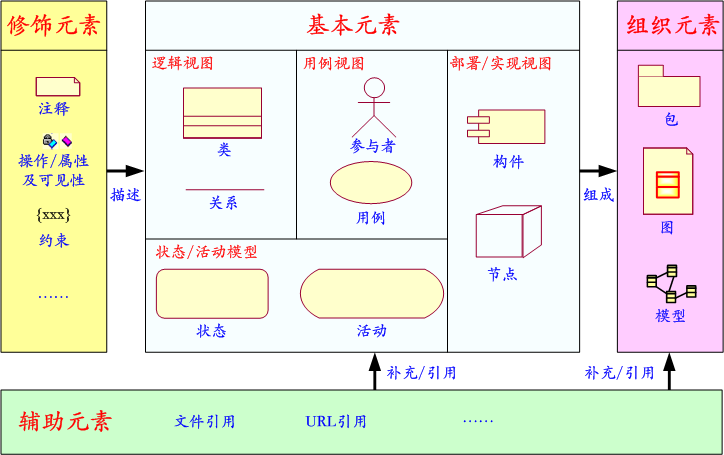 修饰元素
注释
操作/属性
及可见性
{xxx}
约束
……
描述
基本元素
逻辑视图
类
关系
用例视图
参与者
用例
部署/实现视图
构件
节点
状态/活动模型
状态
活动
组成
组织元素
包
图
模型
补充/引用
补充/引用
辅助元素
文件引用
URL引用
……